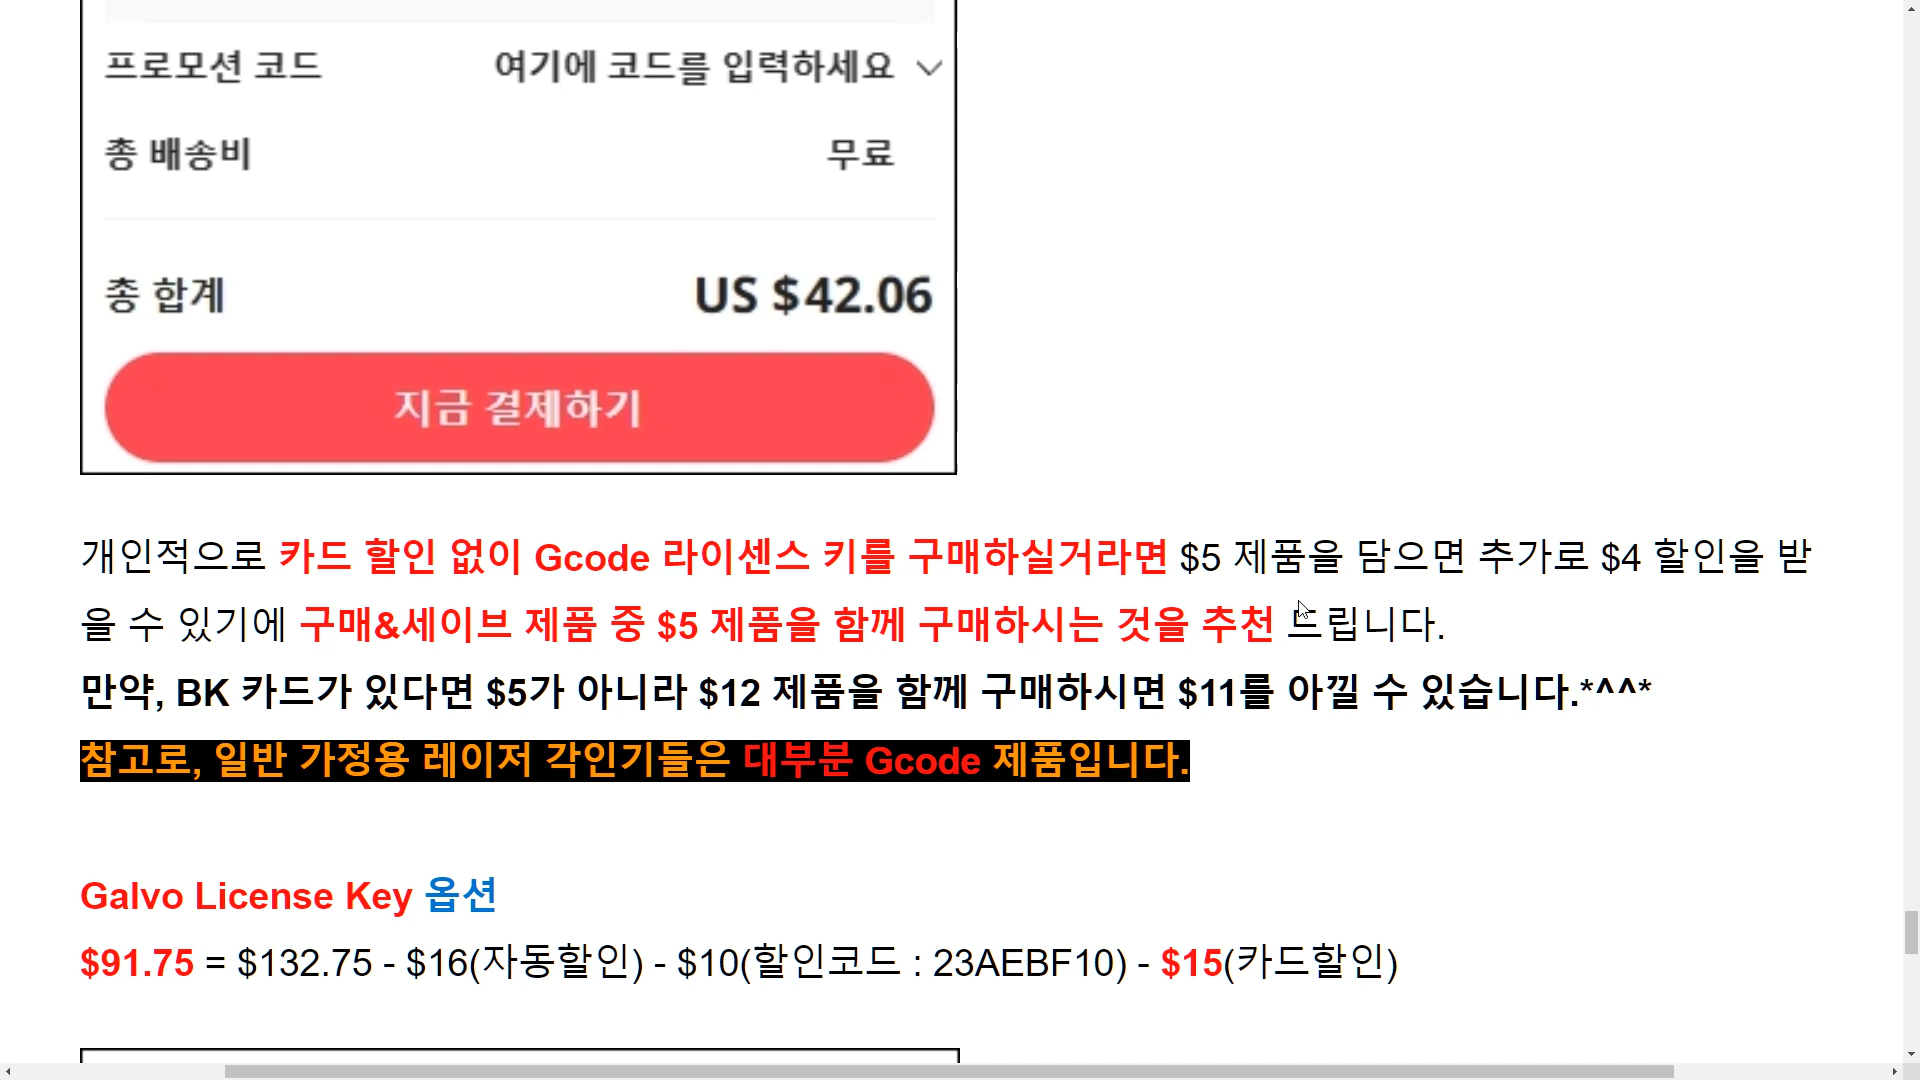 프로모션 코드 여기에 코드를 입력하세요
총 배송비 무료
총 합계 US $42.06
지금 결제하기
개인적으로 카드 할인 없이 Gcode 라이센스 키를 구매하실거라면 $5 제품을 담으면 추가로 $4 할인을 받
을 수 있기에 구매&세이브 제품 중 $5 제품을 함께 구매하시는 것을 추천 드립니다.
만약, BK 카드가 있다면 $5가 아니라 $12 제품을 함께 구매하시면 $11를 아낄 수 있습니다.*^^*
참고로, 일반 가정용 레이저 각인기들은 대부분 Gcode 제품입니다.
Galvo License Key 옵션
$91.75 = $132.75 - $16(자동할인) - $10(할인코드 : 23AEBF10) - $15(카드할인)